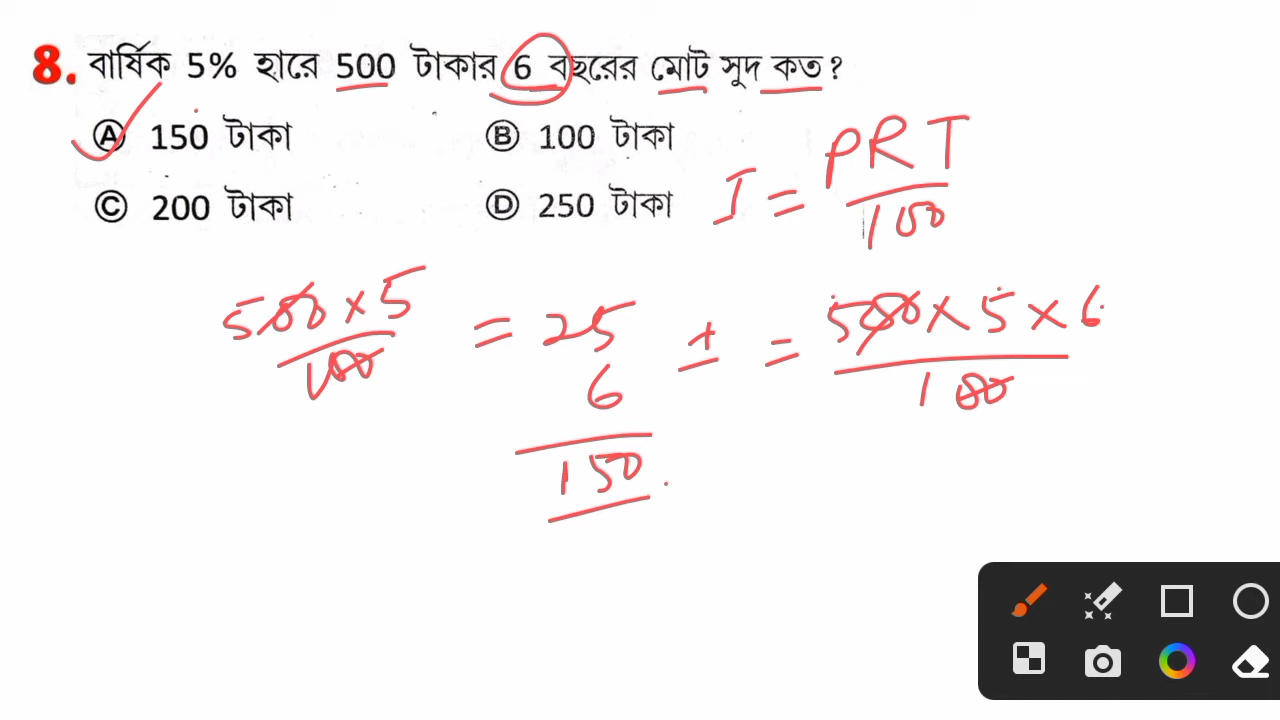 8. বার্ষিক 5% হারে 500 টাকার 6 বছরের মোট সুদ কত?
Ⓐ 150 টাকা Ⓑ 100 টাকা
Ⓒ 200 টাকা Ⓓ 250 টাকা
I = PRT / 100
500 × 5 / 100 = 25
6
150
I = 500 × 5 × 6 / 100